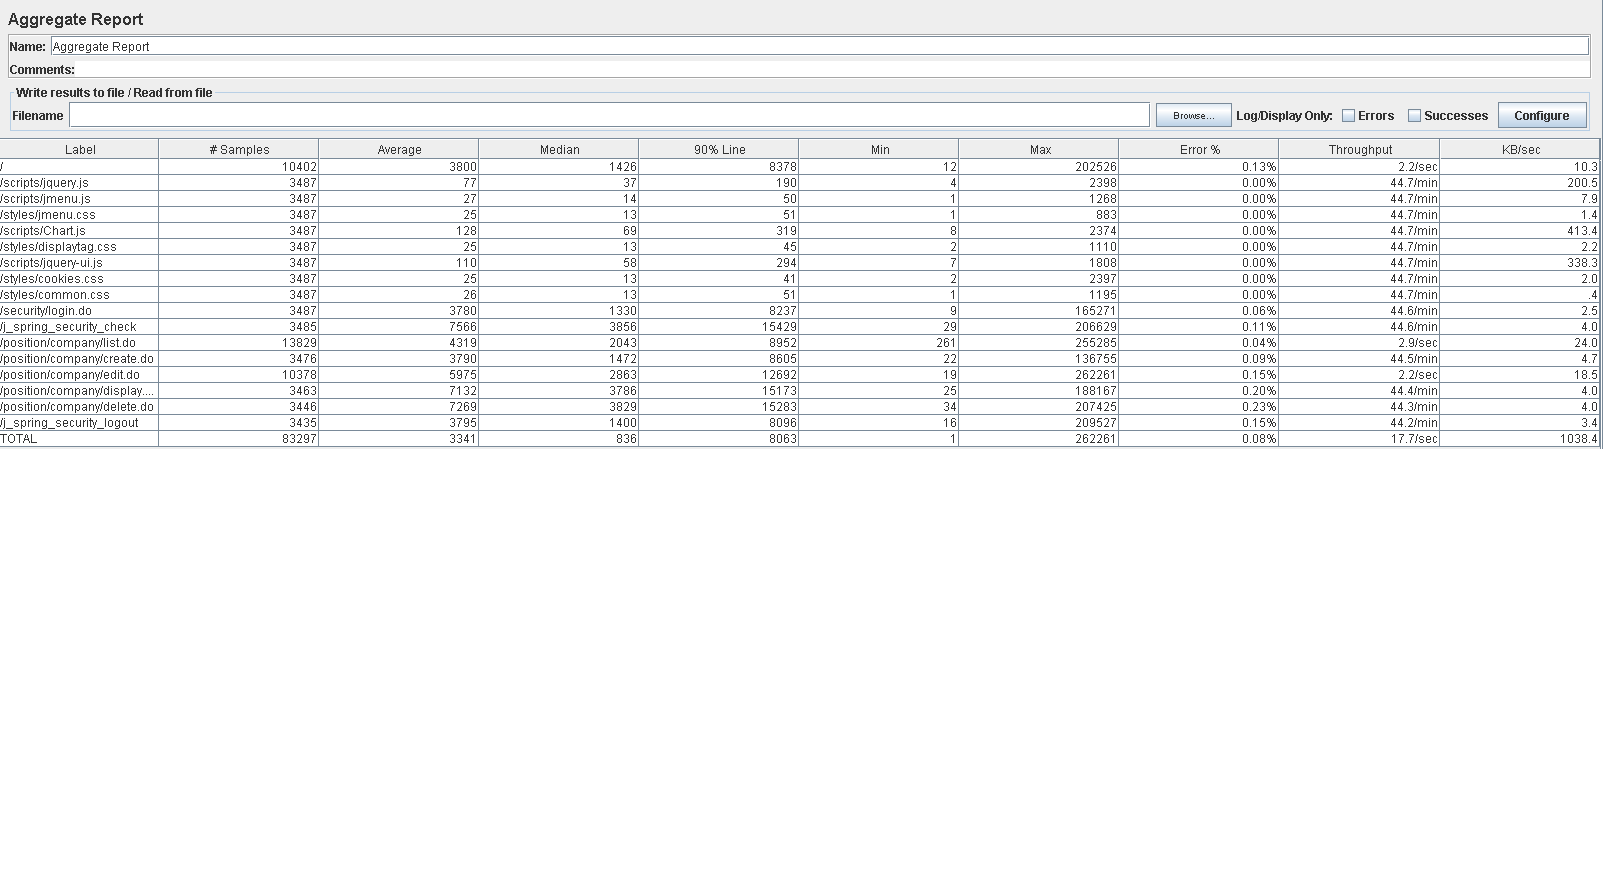 Aggregate Report
Name: Aggregate Report
Comments:
Write results to file / Read from file
Filename Browse... Log/Display Only: Errors Successes Configure
Label # Samples Average Median 90% Line Min Max Error % Throughput KB/sec
/ 10402 3800 1426 8378 12 202526 0.13% 2.2/sec 10.3
/scripts/jquery.js 3487 77 37 190 4 2398 0.00% 44.7/min 200.5
/scripts/jmenu.js 3487 27 14 50 1 1268 0.00% 44.7/min 7.9
/styles/jmenu.css 3487 25 13 51 1 883 0.00% 44.7/min 1.4
/scripts/Chart.js 3487 128 69 319 8 2374 0.00% 44.7/min 413.4
/styles/displaytag.css 3487 25 13 45 2 1110 0.00% 44.7/min 2.2
/scripts/jquery-ui.js 3487 110 58 294 7 1808 0.00% 44.7/min 338.3
/styles/cookies.css 3487 25 13 41 2 2397 0.00% 44.7/min 2.0
/styles/common.css 3487 26 13 51 1 1195 0.00% 44.7/min .4
/security/login.do 3487 3780 1330 8237 9 165271 0.06% 44.6/min 2.5
/j_spring_security_check 3485 7566 3856 15429 29 206629 0.11% 44.6/min 4.0
/position/company/list.do 13829 4319 2043 8952 261 255285 0.04% 2.9/sec 24.0
/position/company/create.do 3476 3790 1472 8605 22 136755 0.09% 44.5/min 4.7
/position/company/edit.do 10378 5975 2863 12692 19 262261 0.15% 2.2/sec 18.5
/position/company/display.... 3463 7132 3786 15173 25 188167 0.20% 44.4/min 4.0
/position/company/delete.do 3446 7269 3829 15283 34 207425 0.23% 44.3/min 4.0
/j_spring_security_logout 3435 3795 1400 8096 16 209527 0.15% 44.2/min 3.4
TOTAL 83297 3341 836 8063 1 262261 0.08% 17.7/sec 1038.4